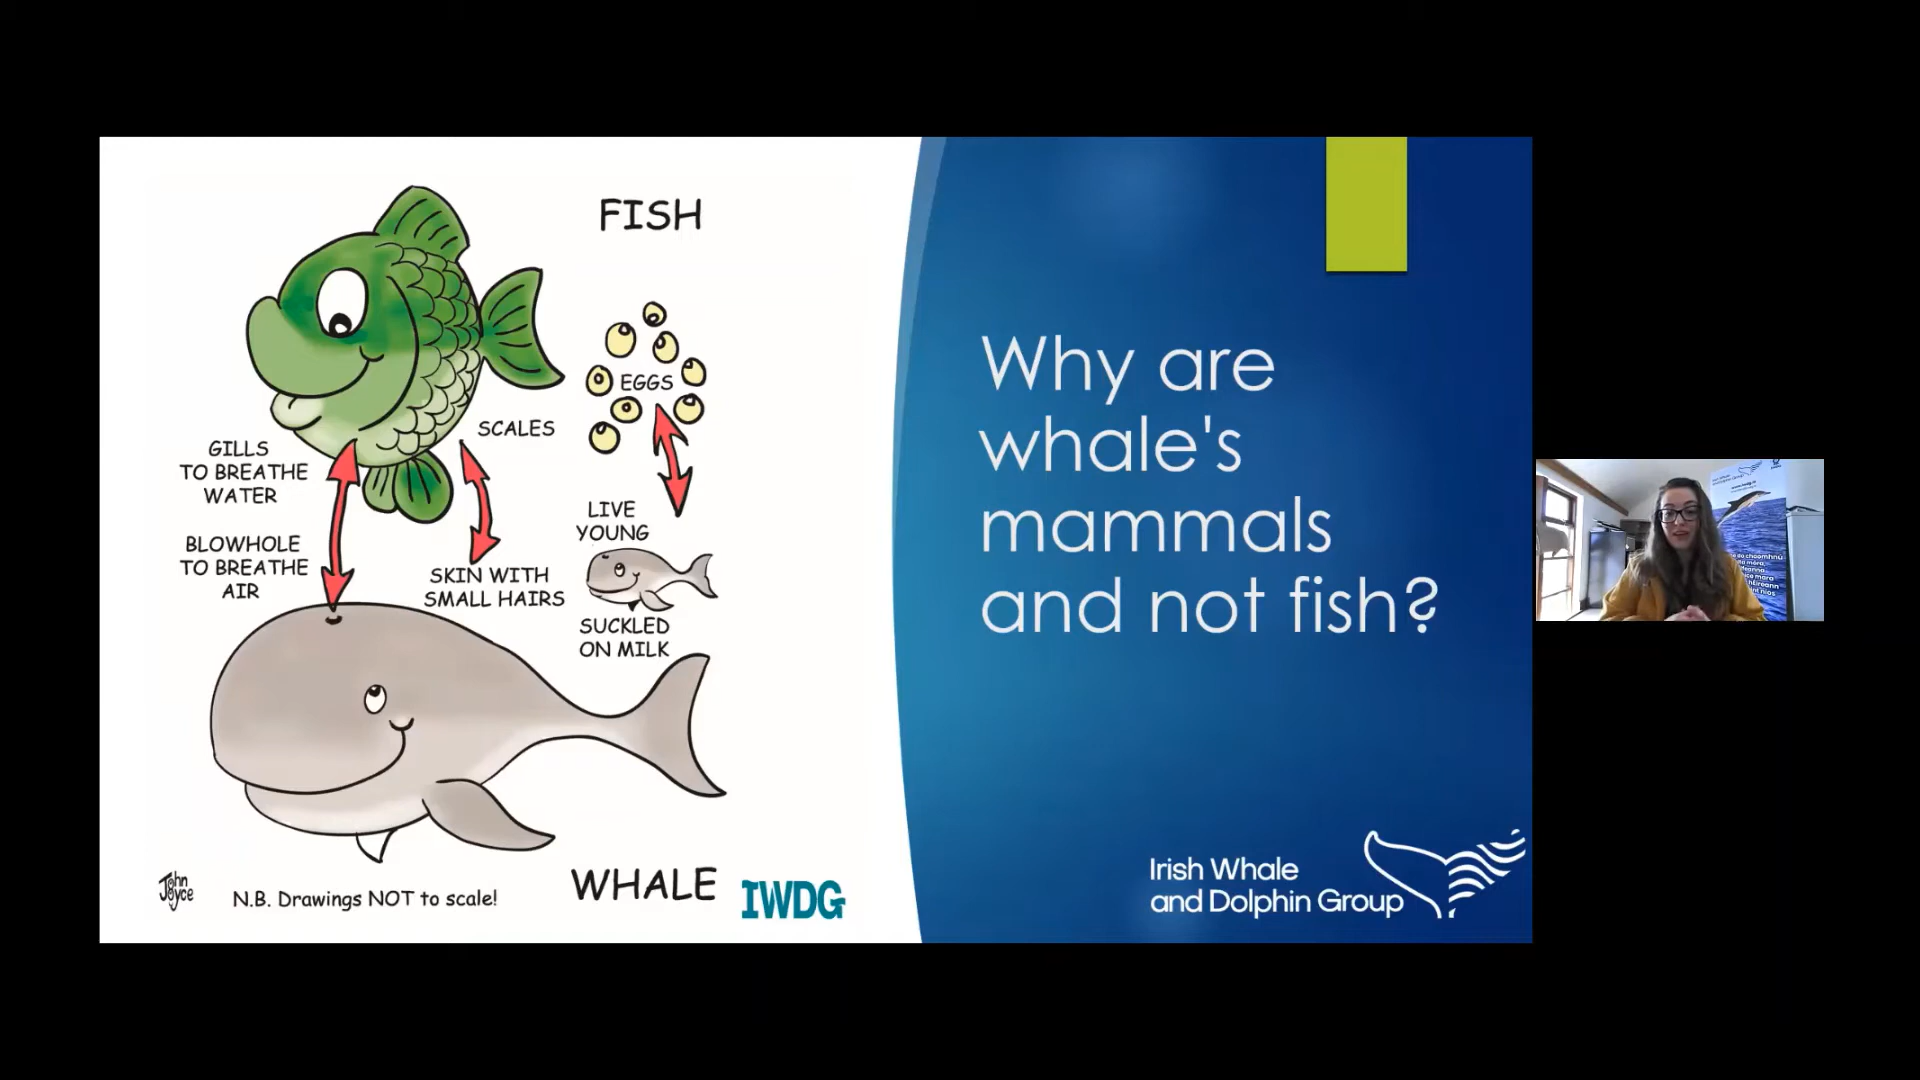 FISH
EGGS
SCALES
GILLS
TO BREATHE
WATER
LIVE
YOUNG
BLOWHOLE
TO BREATHE
AIR
SKIN WITH
SMALL HAIRS
SUCKLED
ON MILK
WHALE
IWDG
John
Joyce
N.B. Drawings NOT to scale!
Why are
whale's
mammals
and not fish?
Irish Whale
and Dolphin Group